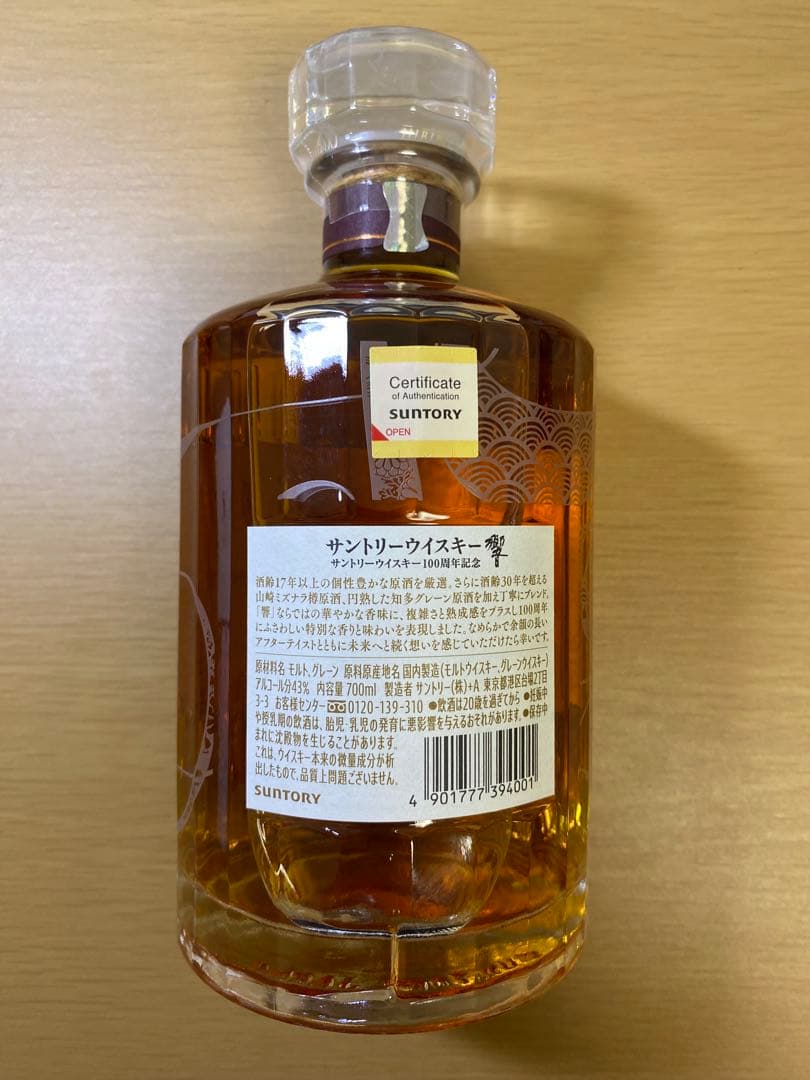 Certificate
of Authentication
SUNTORY
OPEN
サントリーウイスキー響
サントリーウイスキー100周年記念
酒齢17年以上の個性豊かな原酒を厳選。さらに酒齢30年を超える
山崎ミズナラ樽原酒、円熟した知多グレーン原酒を加え丁寧にブレンド。
「響」ならではの華やかな香味に、複雑さと熟成感をプラスし100周年
にふさわしい特別な香りと味わいを表現しました。なめらかで余韻の長い
アフターテイストとともに未来へと続く想いを感じていただけたら幸いです。
原材料名 モルト、グレーン 原料原産地名 国内製造(モルトウイスキー、グレーンウイスキー)
アルコール分43% 内容量 700ml 製造者 サントリー(株)+A 東京都港区台場2丁目
3-3 お客様センター 0120-139-310 ●飲酒は20歳を過ぎてから ●妊娠中
や授乳期の飲酒は、胎児・乳児の発育に悪影響を与えるおそれがあります。●保存中
まれに沈殿物を生じることがあります。
これは、ウイスキー本来の微量成分が析
出したもので、品質上問題ございません。
SUNTORY
4 901777 394001